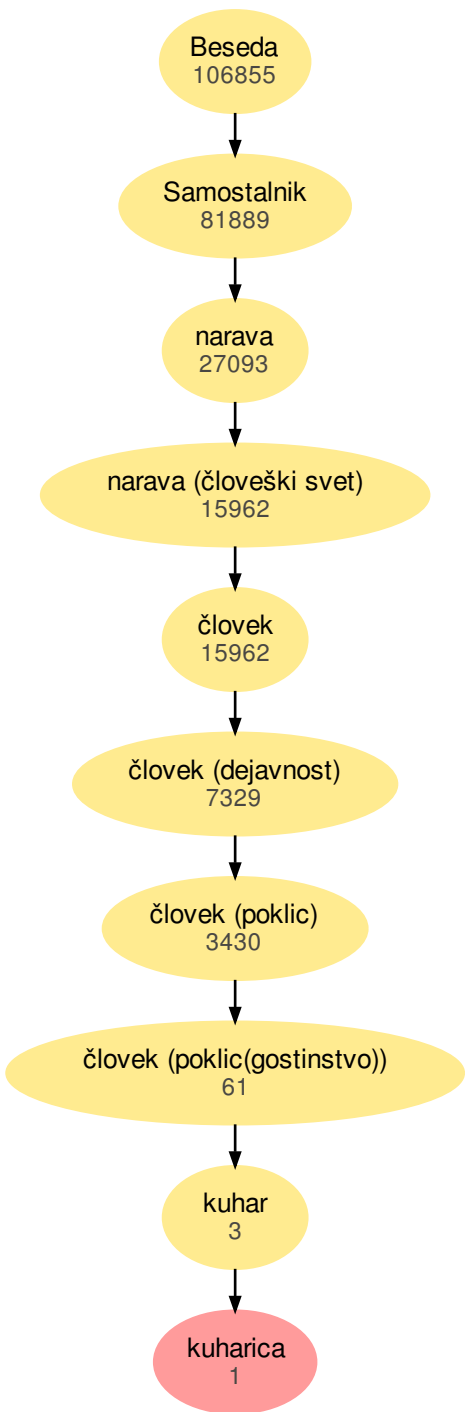 Beseda
106855
Samostalnik
81889
narava
27093
narava (človeški svet)
15962
človek
15962
človek (dejavnost)
7329
človek (poklic)
3430
človek (poklic(gostinstvo))
61
kuhar
3
kuharica
1